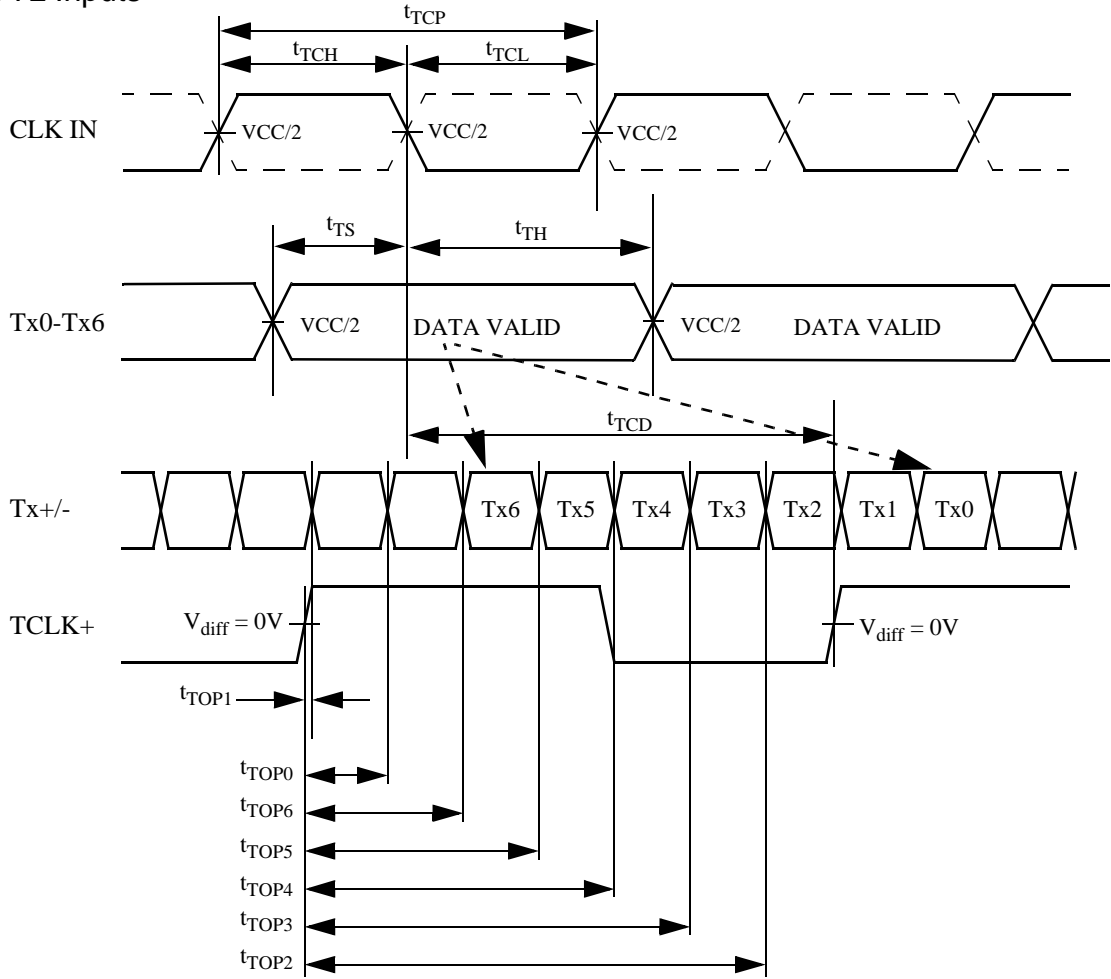 Inputs
tTCP
tTCH tTCL
CLK IN VCC/2 VCC/2 VCC/2
tTS tTH
Tx0-Tx6 VCC/2 DATA VALID VCC/2 DATA VALID
tTCD
Tx+/- Tx6 Tx5 Tx4 Tx3 Tx2 Tx1 Tx0
TCLK+ Vdiff = 0V Vdiff = 0V
tTOP1
tTOP0
tTOP6
tTOP5
tTOP4
tTOP3
tTOP2